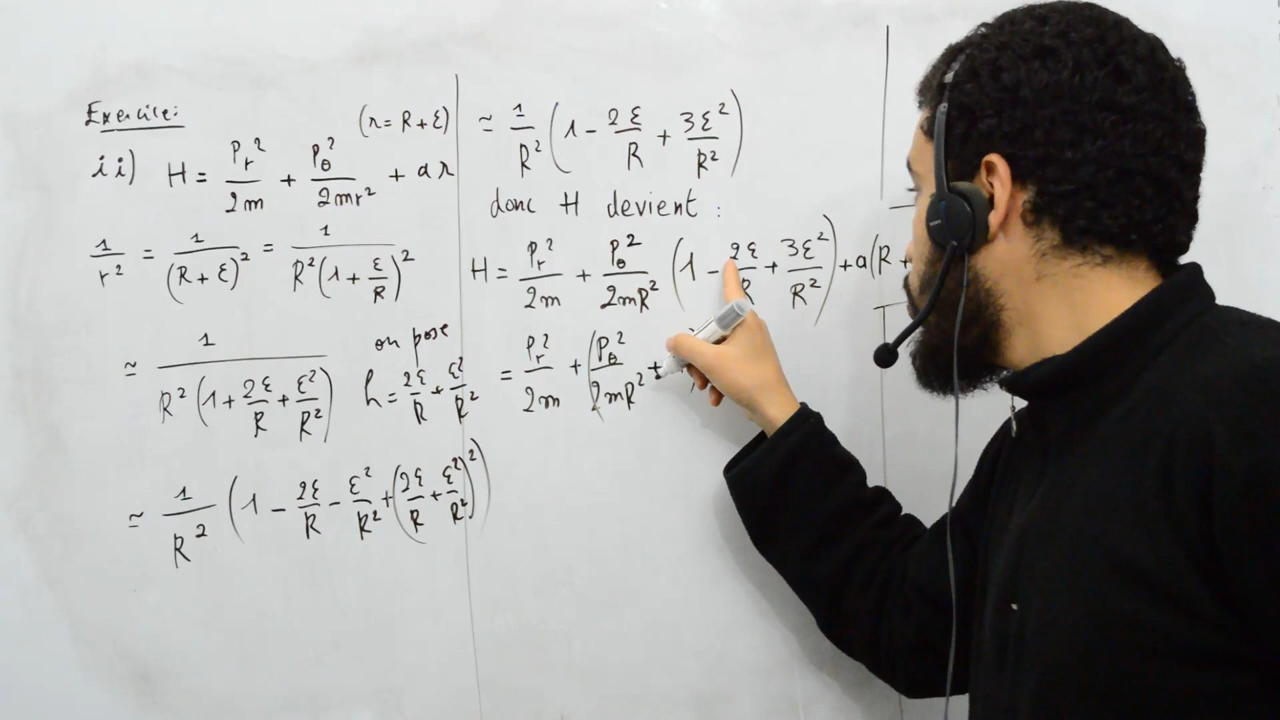 Exercice:
(r = R + ε)
ii) H = P_r²/2m + P_θ²/2mr² + ar
1/r² = 1/(R + ε)² = 1/R²(1 + ε/R)²
≃ 1/R²(1 + 2ε/R + ε²/R²)
on pose
h = 2ε/R + ε²/R²
≃ 1/R² (1 - 2ε/R - ε²/R² + (2ε/R + ε²/R²)²)
≃ 1/R² (1 - 2ε/R + 3ε²/R²)
donc H devient :
H = P_r²/2m + P_θ²/2mR² (1 - 2ε/R + 3ε²/R²) + a(R +
= P_r²/2m + (P_θ²/2mR² +